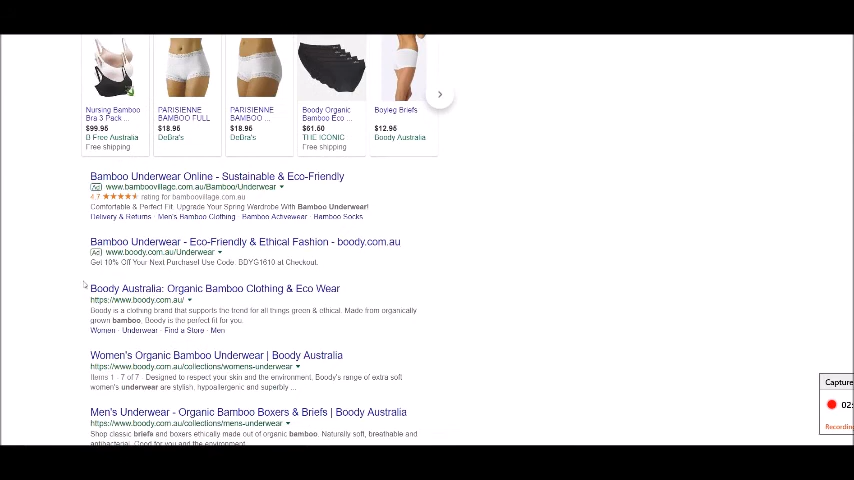 Nursing Bamboo PARISIENNE PARISIENNE Boody Organic Boyleg Briefs
Bra 3 Pack ... BAMBOO FULL BAMBOO ... Bamboo Eco ...
$99.95 $18.95 $18.95 $61.60 $12.95
B Free Australia DeBra's DeBra's THE ICONIC Boody Australia
Free shipping Free shipping
Bamboo Underwear Online - Sustainable & Eco-Friendly
Ad www.bamboovillage.com.au/Bamboo/Underwear
4.7 rating for bamboovillage.com.au
Comfortable & Perfect Fit. Upgrade Your Spring Wardrobe With Bamboo Underwear!
Delivery & Returns · Men's Bamboo Clothing · Bamboo Activewear · Bamboo Socks
Bamboo Underwear - Eco-Friendly & Ethical Fashion - boody.com.au
Ad www.boody.com.au/Underwear
Get 10% Off Your Next Purchase! Use Code: BDYG1610 at Checkout.
Boody Australia: Organic Bamboo Clothing & Eco Wear
https://www.boody.com.au/
Boody is a clothing brand that supports the trend for all things green & ethical. Made from organically
grown bamboo, Boody is the perfect fit for you.
Women · Underwear · Find a Store · Men
Women's Organic Bamboo Underwear | Boody Australia
https://www.boody.com.au/collections/womens-underwear
Items 1 - 7 of 7 - Designed to respect your skin and the environment, Boody's range of extra soft
women's underwear are stylish, hypoallergenic and superbly ...
Men's Underwear - Organic Bamboo Boxers & Briefs | Boody Australia
https://www.boody.com.au/collections/mens-underwear
Shop classic briefs and boxers ethically made out of organic bamboo. Naturally soft, breathable and
antibacterial. Good for you and the environment.
Capture
02:
Recording